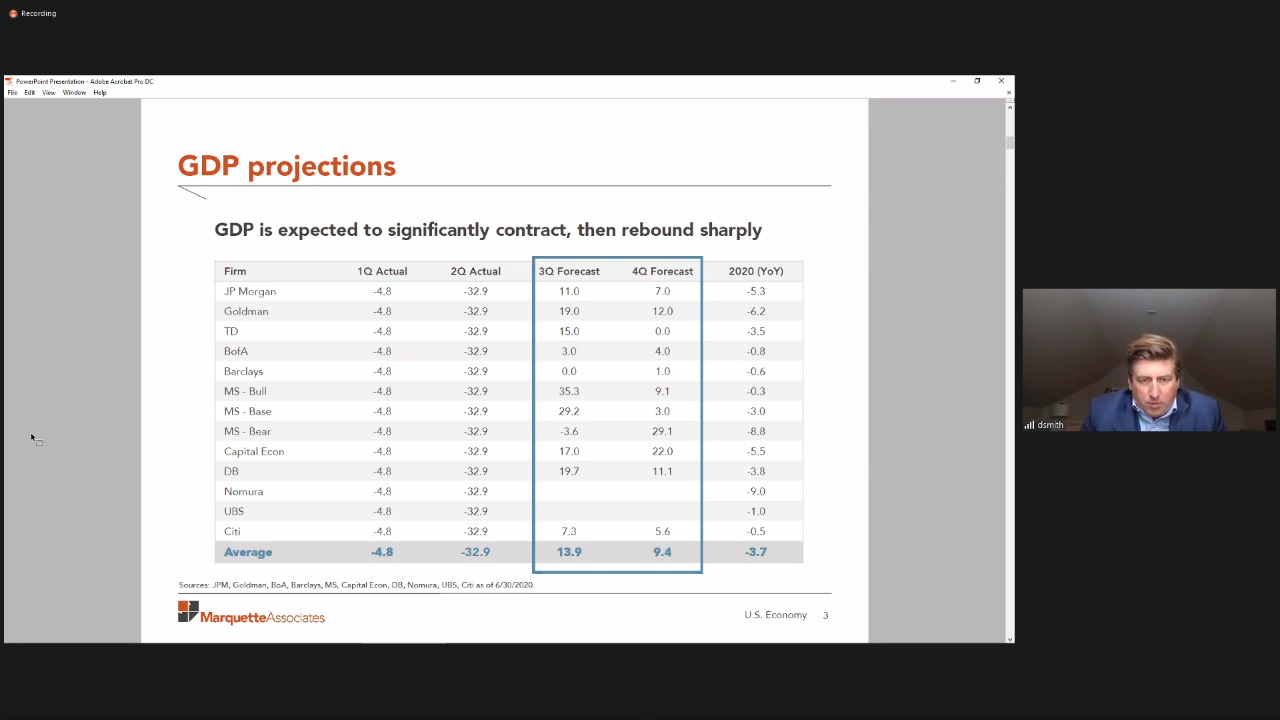 Recording
PowerPoint Presentation - Adobe Acrobat Pro DC
File Edit View Window Help
GDP projections
GDP is expected to significantly contract, then rebound sharply
Firm 1Q Actual 2Q Actual 3Q Forecast 4Q Forecast 2020 (YoY)
JP Morgan -4.8 -32.9 11.0 7.0 -5.3
Goldman -4.8 -32.9 19.0 12.0 -6.2
TD -4.8 -32.9 15.0 0.0 -3.5
BofA -4.8 -32.9 3.0 4.0 -0.8
Barclays -4.8 -32.9 0.0 1.0 -0.6
MS - Bull -4.8 -32.9 35.3 9.1 -0.3
MS - Base -4.8 -32.9 29.2 3.0 -3.0
MS - Bear -4.8 -32.9 -3.6 29.1 -8.8
Capital Econ -4.8 -32.9 17.0 22.0 -5.5
DB -4.8 -32.9 19.7 11.1 -3.8
Nomura -4.8 -32.9 -9.0
UBS -4.8 -32.9 -1.0
Citi -4.8 -32.9 7.3 5.6 -0.5
Average -4.8 -32.9 13.9 9.4 -3.7
Sources: JPM, Goldman, BoA, Barclays, MS, Capital Econ, DB, Nomura, UBS, Citi as of 6/30/2020.
MarquetteAssociates
U.S. Economy 3
dsmith